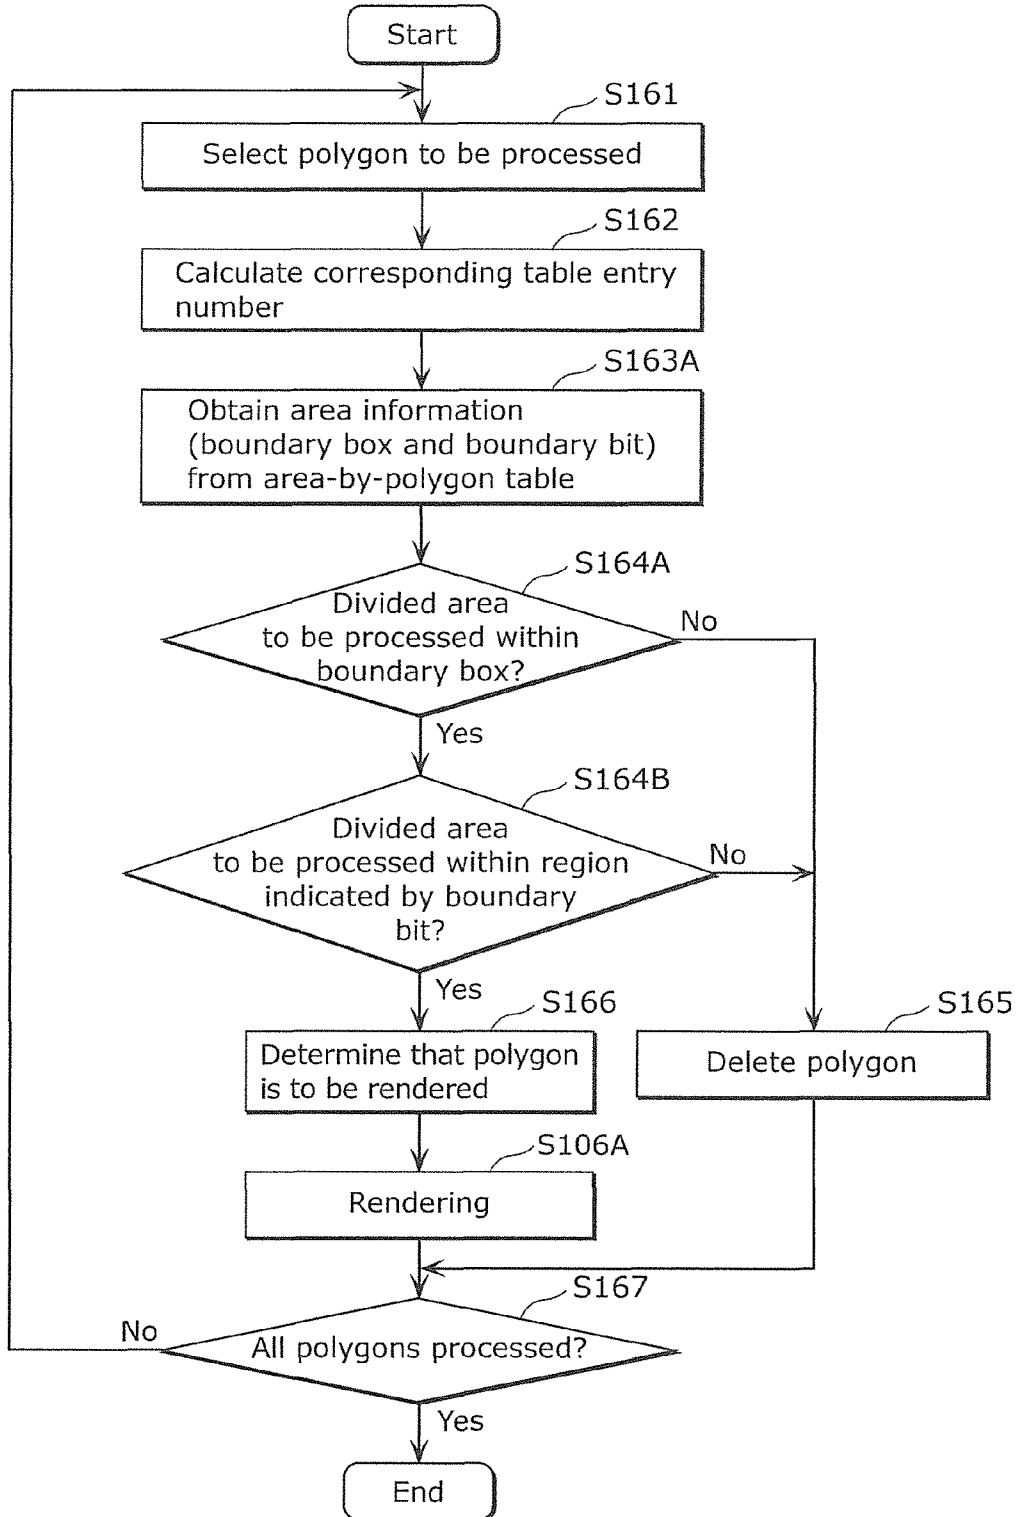 Start
S161
Select polygon to be processed
S162
Calculate corresponding table entry
number
S163A
Obtain area information
(boundary box and boundary bit)
from area-by-polygon table
S164A
Divided area
to be processed within
boundary box?
No
Yes
S164B
Divided area
to be processed within region
indicated by boundary
bit?
No
Yes
S166
Determine that polygon
is to be rendered
S165
Delete polygon
S106A
Rendering
S167
All polygons processed?
No
Yes
End